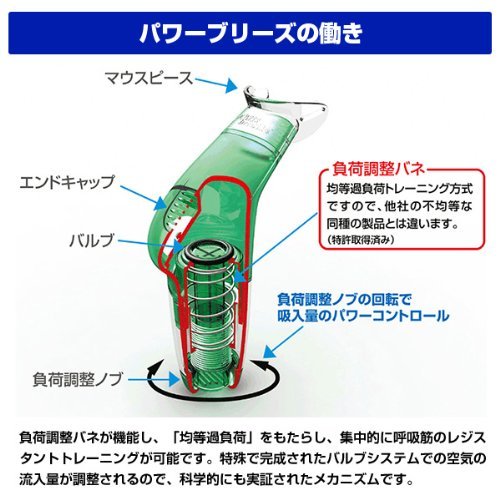 パワーブリーズの働き
マウスピース
エンドキャップ
バルブ
負荷調整バネ
均等過負荷トレーニング方式
ですので、他社の不均等な
同種の製品とは違います。
（特許取得済み）
負荷調整ノブの回転で
吸入量のパワーコントロール
負荷調整ノブ
負荷調整バネが機能し、「均等過負荷」をもたらし、集中的に呼吸筋のレジス
タントトレーニングが可能です。特殊で完成されたバルブシステムでの空気の
流入量が調整されるので、科学的にも実証されたメカニズムです。